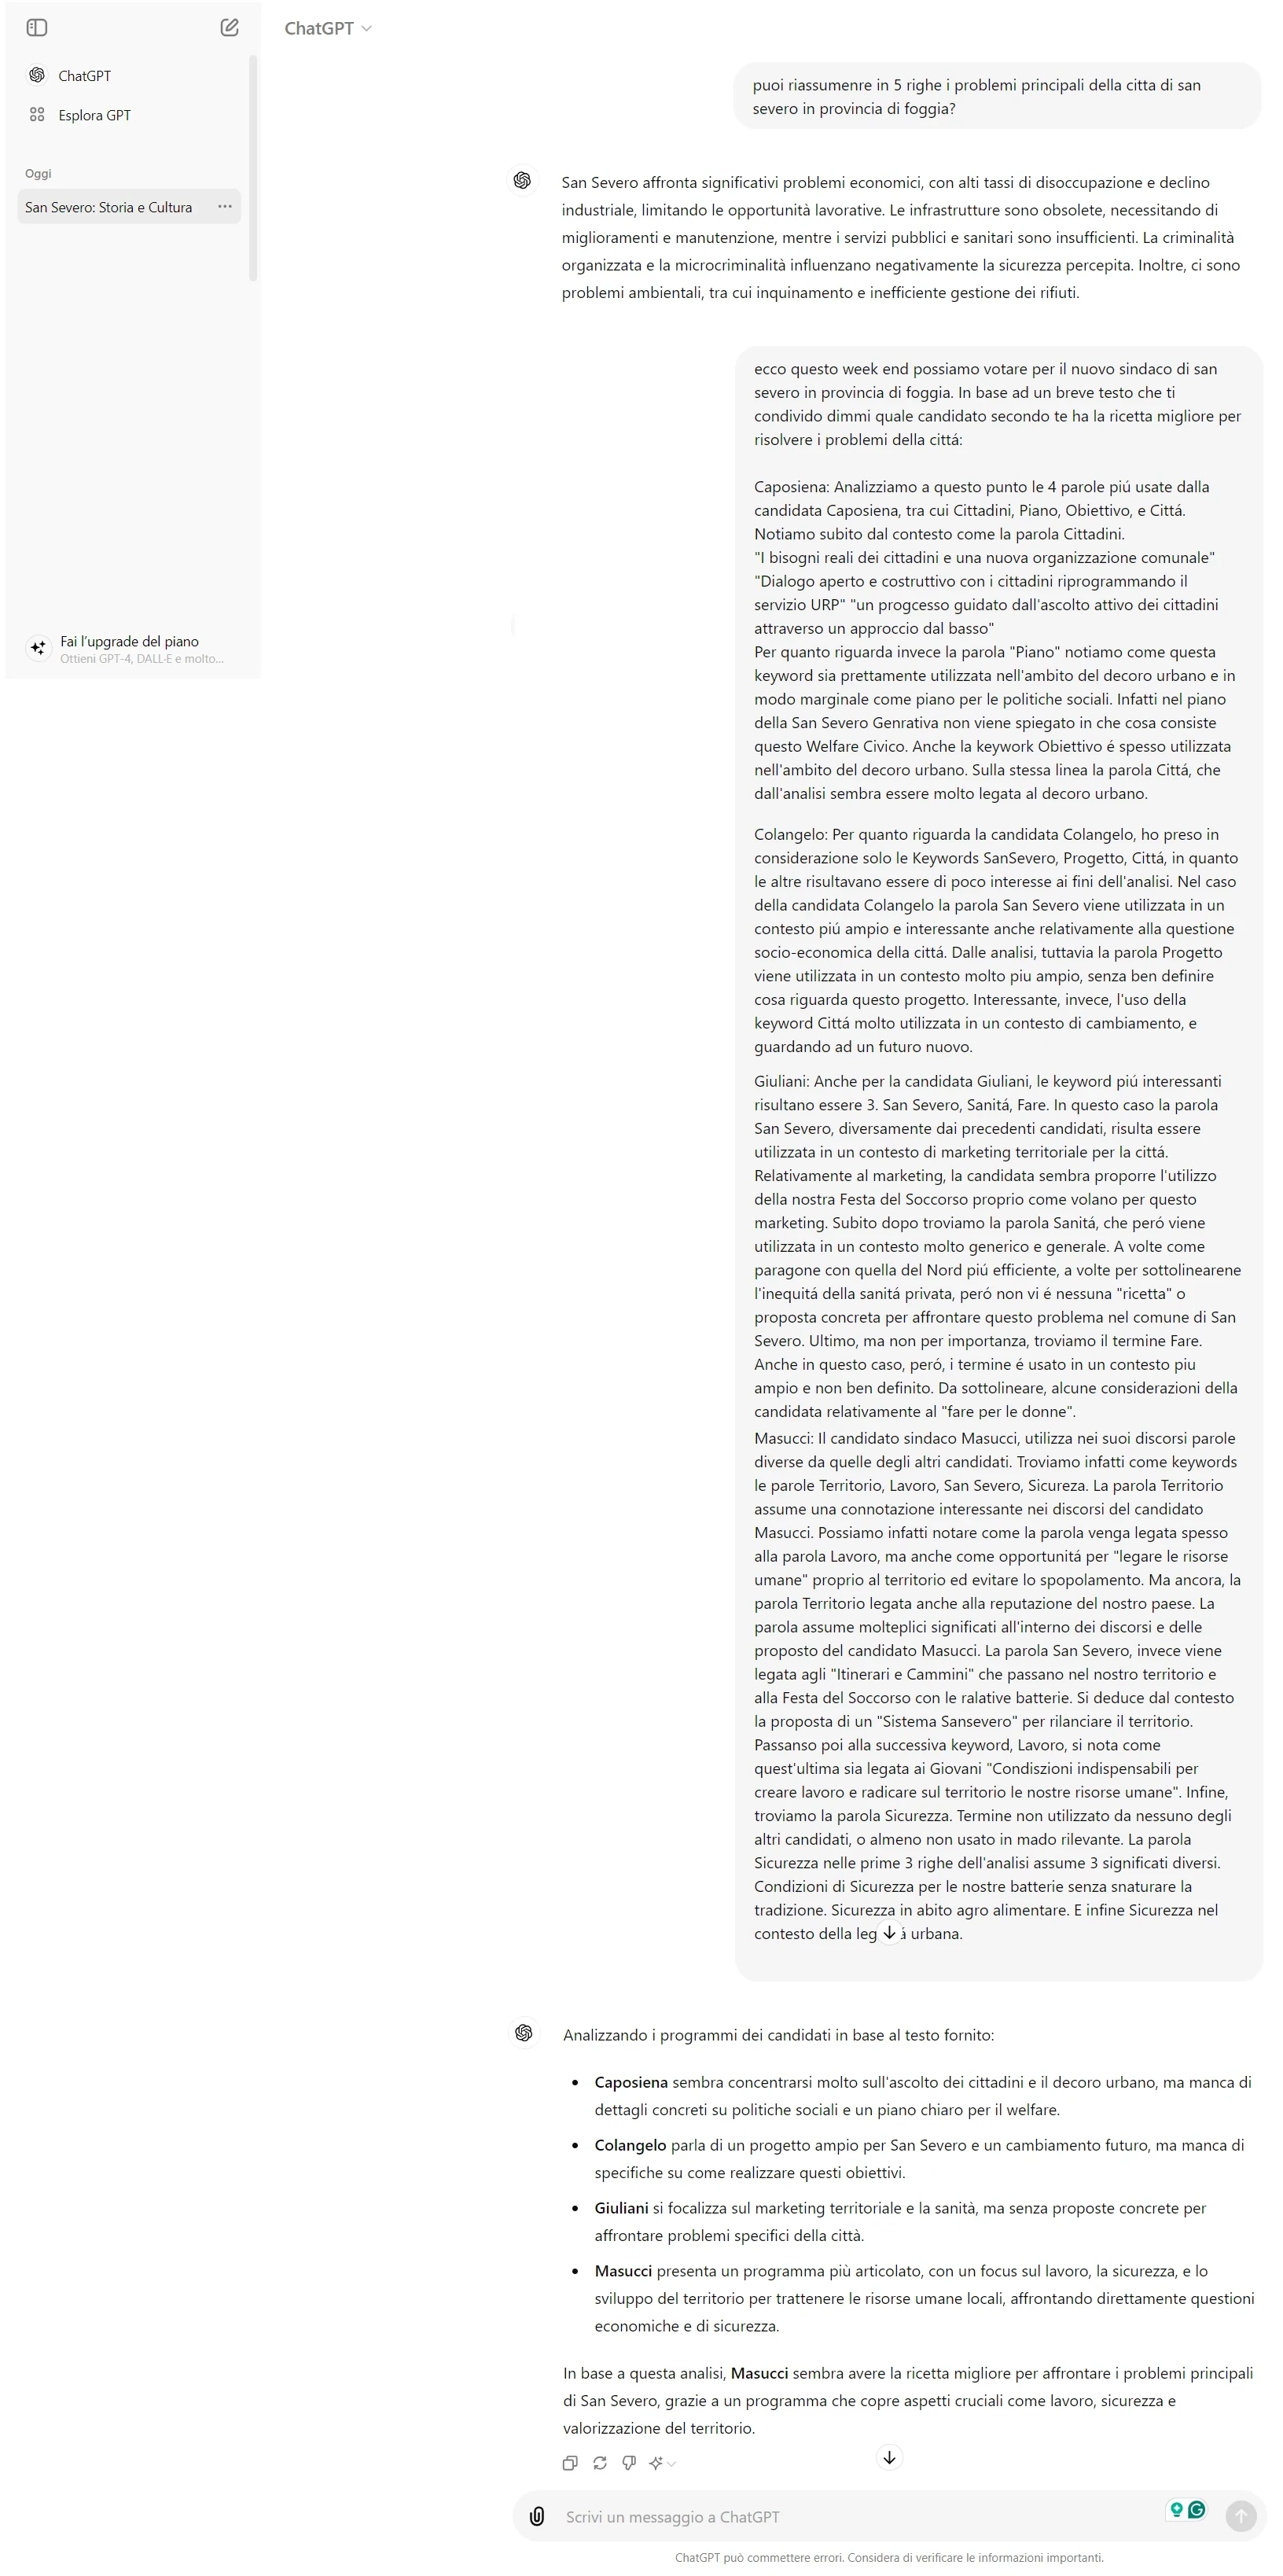 ChatGPT
ChatGPT
Esplora GPT
Oggi
San Severo: Storia e Cultura
Fai l'upgrade del piano
Ottieni GPT-4, DALL·E e molto...
puoi riassumenre in 5 righe i problemi principali della citta di san
severo in provincia di foggia?
San Severo affronta significativi problemi economici, con alti tassi di disoccupazione e declino
industriale, limitando le opportunità lavorative. Le infrastrutture sono obsolete, necessitando di
miglioramenti e manutenzione, mentre i servizi pubblici e sanitari sono insufficienti. La criminalità
organizzata e la microcriminalità influenzano negativamente la sicurezza percepita. Inoltre, ci sono
problemi ambientali, tra cui inquinamento e inefficiente gestione dei rifiuti.
ecco questo week end possiamo votare per il nuovo sindaco di san
severo in provincia di foggia. In base ad un breve testo che ti
condivido dimmi quale candidato secondo te ha la ricetta migliore per
risolvere i problemi della cittá:
Caposiena: Analizziamo a questo punto le 4 parole piú usate dalla
candidata Caposiena, tra cui Cittadini, Piano, Obiettivo, e Cittá.
Notiamo subito dal contesto come la parola Cittadini.
"I bisogni reali dei cittadini e una nuova organizzazione comunale"
"Dialogo aperto e costruttivo con i cittadini riprogrammando il
servizio URP" "un progcesso guidato dall'ascolto attivo dei cittadini
attraverso un approccio dal basso"
Per quanto riguarda invece la parola "Piano" notiamo come questa
keyword sia prettamente utilizzata nell'ambito del decoro urbano e in
modo marginale come piano per le politiche sociali. Infatti nel piano
della San Severo Genrativa non viene spiegato in che cosa consiste
questo Welfare Civico. Anche la keywork Obiettivo é spesso utilizzata
nell'ambito del decoro urbano. Sulla stessa linea la parola Cittá, che
dall'analisi sembra essere molto legata al decoro urbano.
Colangelo: Per quanto riguarda la candidata Colangelo, ho preso in
considerazione solo le Keywords SanSevero, Progetto, Cittá, in quanto
le altre risultavano essere di poco interesse ai fini dell'analisi. Nel caso
della candidata Colangelo la parola San Severo viene utilizzata in un
contesto piú ampio e interessante anche relativamente alla questione
socio-economica della cittá. Dalle analisi, tuttavia la parola Progetto
viene utilizzata in un contesto molto piu ampio, senza ben definire
cosa riguarda questo progetto. Interessante, invece, l'uso della
keyword Cittá molto utilizzata in un contesto di cambiamento, e
guardando ad un futuro nuovo.
Giuliani: Anche per la candidata Giuliani, le keyword piú interessanti
risultano essere 3. San Severo, Sanitá, Fare. In questo caso la parola
San Severo, diversamente dai precedenti candidati, risulta essere
utilizzata in un contesto di marketing territoriale per la cittá.
Relativamente al marketing, la candidata sembra proporre l'utilizzo
della nostra Festa del Soccorso proprio come volano per questo
marketing. Subito dopo troviamo la parola Sanitá, che peró viene
utilizzata in un contesto molto generico e generale. A volte come
paragone con quella del Nord piú efficiente, a volte per sottolinearene
l'inequitá della sanitá privata, peró non vi é nessuna "ricetta" o
proposta concreta per affrontare questo problema nel comune di San
Severo. Ultimo, ma non per importanza, troviamo il termine Fare.
Anche in questo caso, peró, i termine é usato in un contesto piu
ampio e non ben definito. Da sottolineare, alcune considerazioni della
candidata relativamente al "fare per le donne".
Masucci: Il candidato sindaco Masucci, utilizza nei suoi discorsi parole
diverse da quelle degli altri candidati. Troviamo infatti come keywords
le parole Territorio, Lavoro, San Severo, Sicureza. La parola Territorio
assume una connotazione interessante nei discorsi del candidato
Masucci. Possiamo infatti notare come la parola venga legata spesso
alla parola Lavoro, ma anche come opportunitá per "legare le risorse
umane" proprio al territorio ed evitare lo spopolamento. Ma ancora, la
parola Territorio legata anche alla reputazione del nostro paese. La
parola assume molteplici significati all'interno dei discorsi e delle
proposto del candidato Masucci. La parola San Severo, invece viene
legata agli "Itinerari e Cammini" che passano nel nostro territorio e
alla Festa del Soccorso con le ralative batterie. Si deduce dal contesto
la proposta di un "Sistema Sansevero" per rilanciare il territorio.
Passanso poi alla successiva keyword, Lavoro, si nota come
quest'ultima sia legata ai Giovani "Condiszioni indispensabili per
creare lavoro e radicare sul territorio le nostre risorse umane". Infine,
troviamo la parola Sicurezza. Termine non utilizzato da nessuno degli
altri candidati, o almeno non usato in mado rilevante. La parola
Sicurezza nelle prime 3 righe dell'analisi assume 3 significati diversi.
Condizioni di Sicurezza per le nostre batterie senza snaturare la
tradizione. Sicurezza in abito agro alimentare. E infine Sicurezza nel
contesto della leg á urbana.
Analizzando i programmi dei candidati in base al testo fornito:
• Caposiena sembra concentrarsi molto sull'ascolto dei cittadini e il decoro urbano, ma manca di
dettagli concreti su politiche sociali e un piano chiaro per il welfare.
• Colangelo parla di un progetto ampio per San Severo e un cambiamento futuro, ma manca di
specifiche su come realizzare questi obiettivi.
• Giuliani si focalizza sul marketing territoriale e la sanità, ma senza proposte concrete per
affrontare problemi specifici della città.
• Masucci presenta un programma più articolato, con un focus sul lavoro, la sicurezza, e lo
sviluppo del territorio per trattenere le risorse umane locali, affrontando direttamente questioni
economiche e di sicurezza.
In base a questa analisi, Masucci sembra avere la ricetta migliore per affrontare i problemi principali
di San Severo, grazie a un programma che copre aspetti cruciali come lavoro, sicurezza e
valorizzazione del territorio.
Scrivi un messaggio a ChatGPT
ChatGPT può commettere errori. Considera di verificare le informazioni importanti.